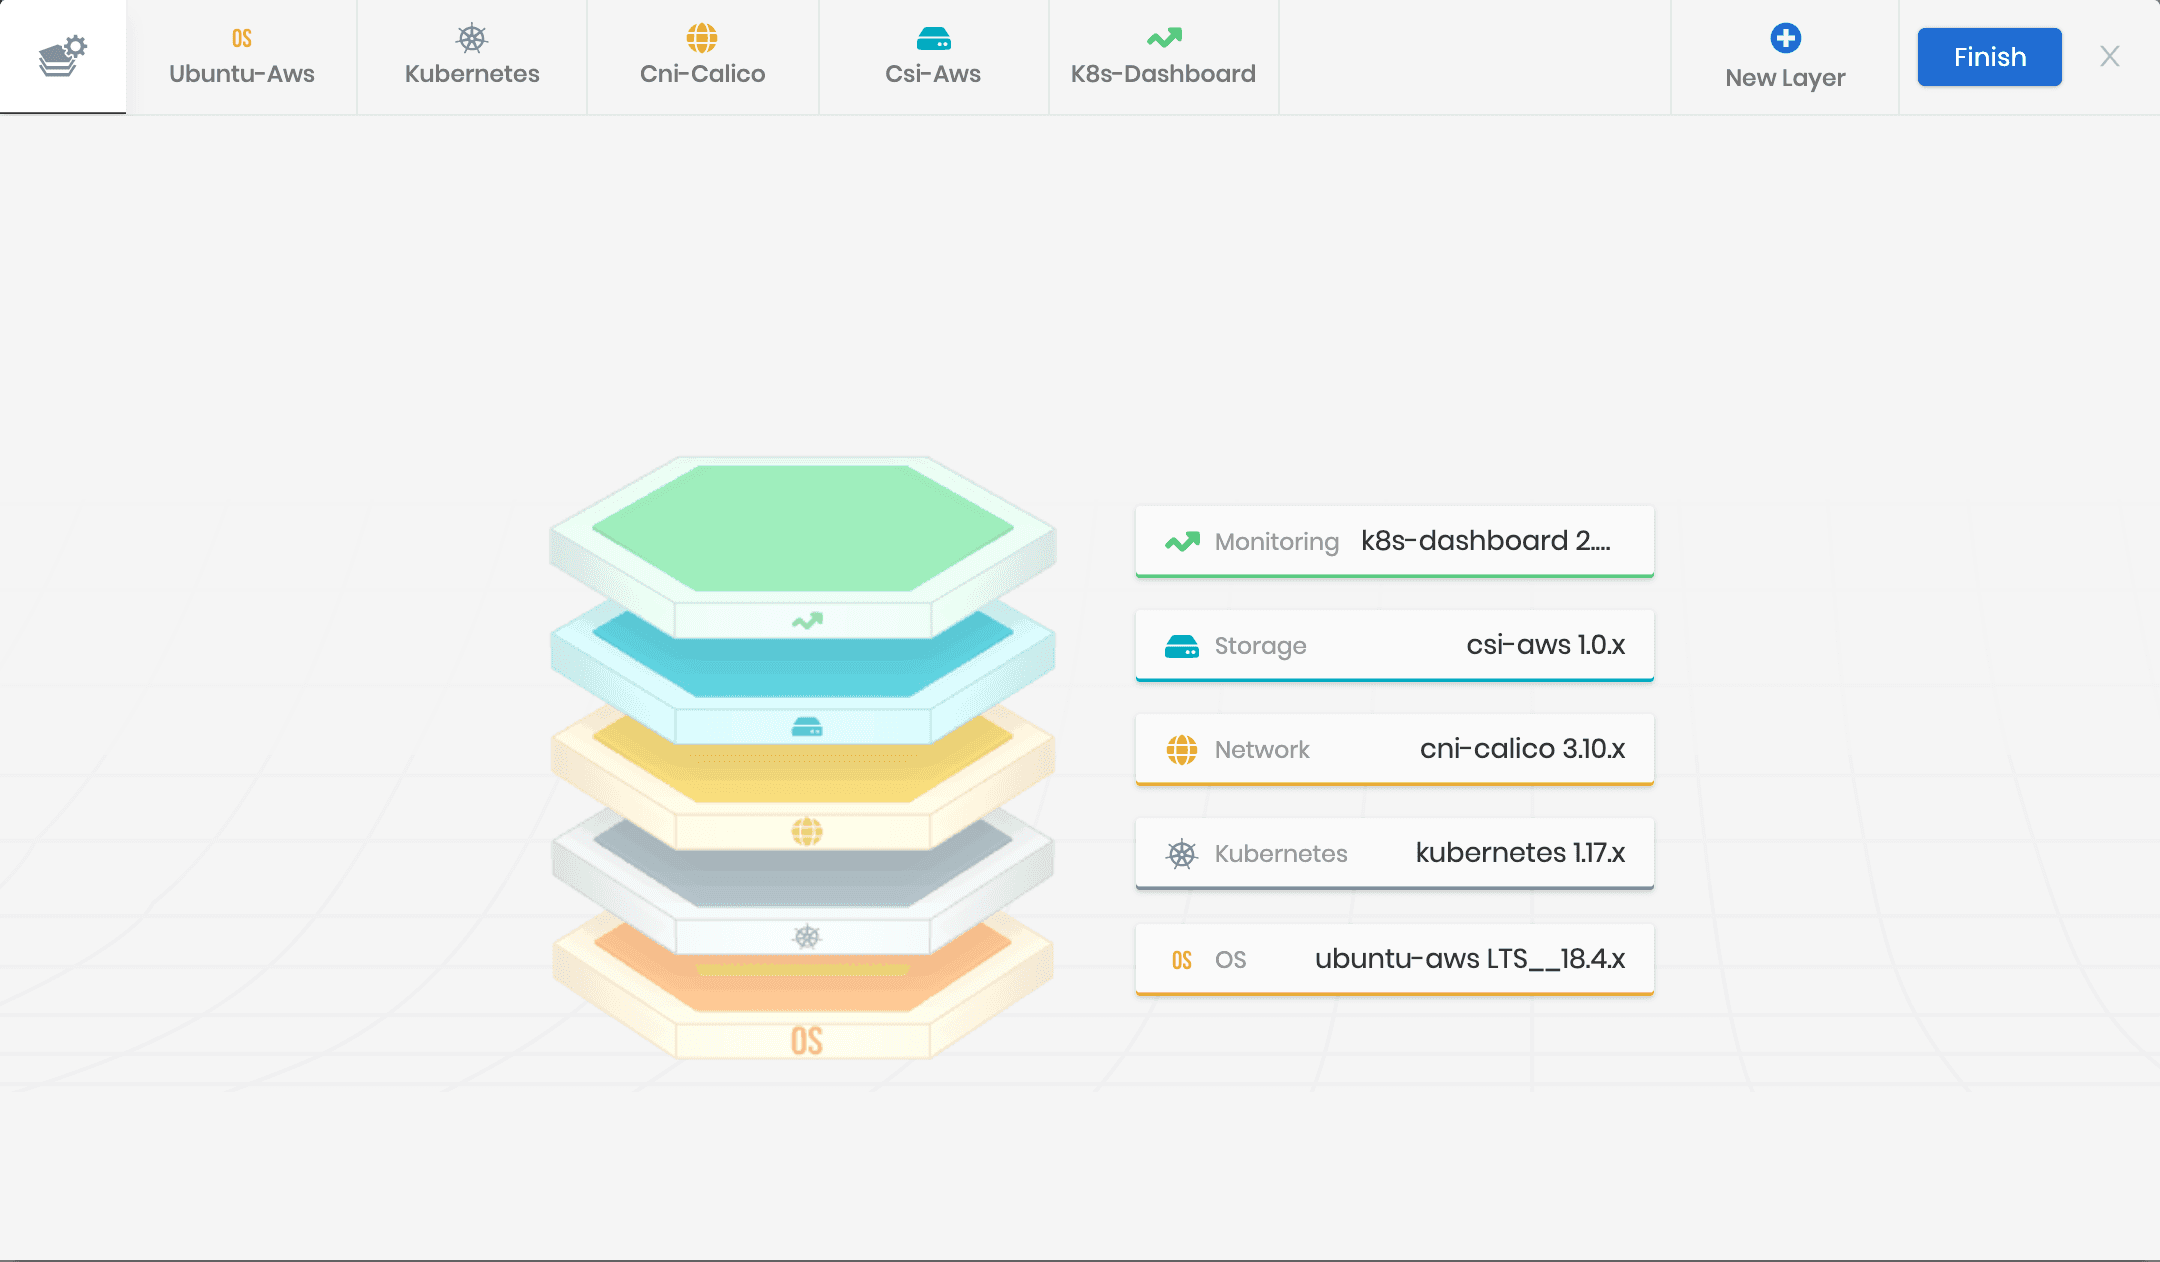 OS
Ubuntu-Aws
Kubernetes
Cni-Calico
Csi-Aws
K8s-Dashboard
New Layer
Finish
X
Monitoring k8s-dashboard 2....
Storage csi-aws 1.0.x
Network cni-calico 3.10.x
Kubernetes kubernetes 1.17.x
OS OS ubuntu-aws LTS__18.4.x
OS